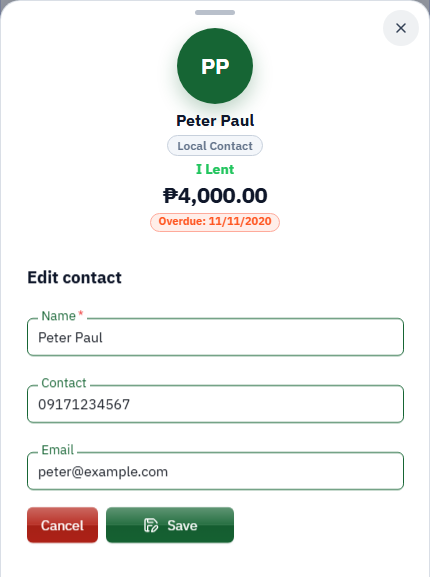 PP
Peter Paul
Local Contact
I Lent
₱4,000.00
Overdue: 11/11/2020
Edit contact
Name *
Peter Paul
Contact
09171234567
Email
peter@example.com
Cancel
Save